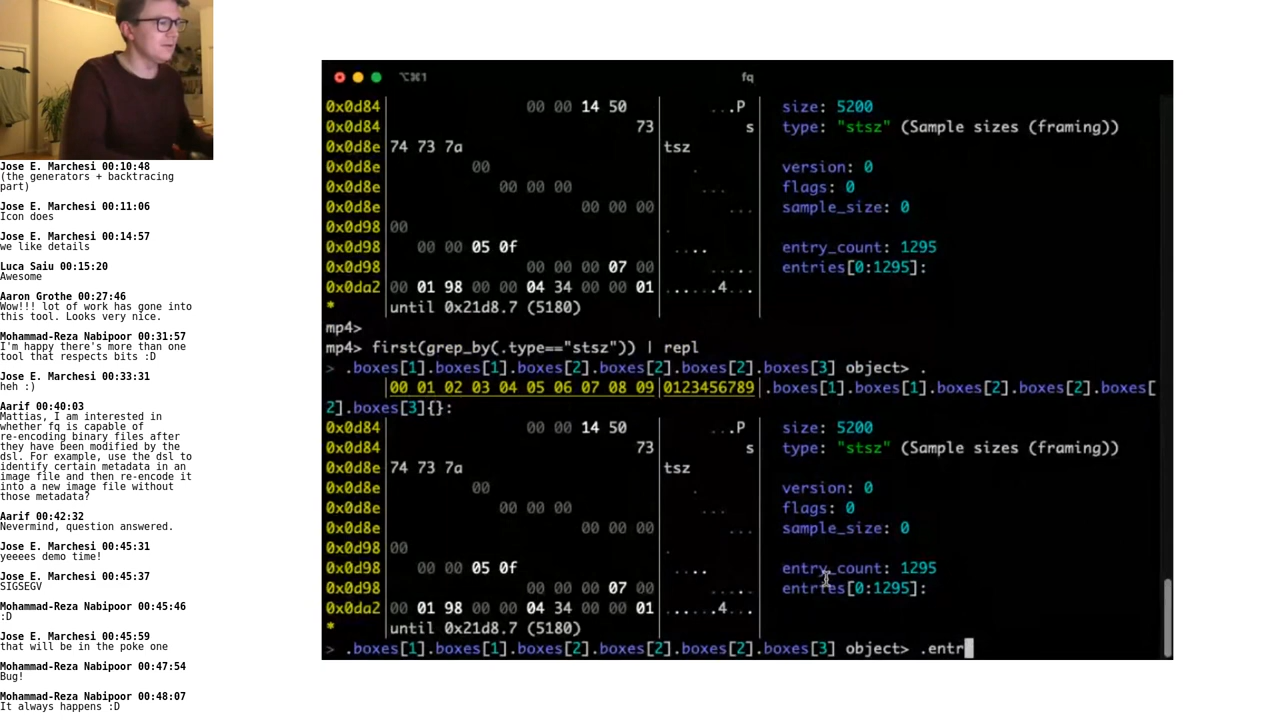 Jose E. Marchesi 00:10:48
(the generators + backtracing
part)
Jose E. Marchesi 00:11:06
Icon does
Jose E. Marchesi 00:14:57
we like details
Luca Saiu 00:15:20
Awesome
Aaron Grothe 00:27:46
Wow!!! lot of work has gone into
this tool. Looks very nice.
Mohammad-Reza Nabipoor 00:31:57
I'm happy there's more than one
tool that respects bits :D
Jose E. Marchesi 00:33:31
heh :)
Aarif 00:40:03
Mattias, I am interested in
whether fq is capable of
re-encoding binary files after
they have been modified by the
dsl. For example, use the dsl to
identify certain metadata in an
image file and then re-encode it
into a new image file without
those metadata?
Aarif 00:42:32
Nevermind, question answered.
Jose E. Marchesi 00:45:31
yeeees demo time!
Jose E. Marchesi 00:45:37
SIGSEGV
Mohammad-Reza Nabipoor 00:45:46
:D
Jose E. Marchesi 00:45:59
that will be in the poke one
Mohammad-Reza Nabipoor 00:47:54
Bug!
Mohammad-Reza Nabipoor 00:48:07
It always happens :D
⌥⌘1 fq
0x0d84| 00 00 14 50 | ...P | size: 5200
0x0d84| 73 | s | type: "stsz" (Sample sizes (framing))
0x0d8e|74 73 7a |tsz |
0x0d8e| 00 | . | version: 0
0x0d8e| 00 00 00 | ... | flags: 0
0x0d8e| 00 00 00| ...| sample_size: 0
0x0d98|00 |. |
0x0d98| 00 00 05 0f | .... | entry_count: 1295
0x0d98| 00 00 00 07 00| .....| entries[0:1295]:
0x0da2|00 01 98 00 00 04 34 00 00 01|......4...|
* |until 0x21d8.7 (5180) | |
mp4>
mp4> first(grep_by(.type=="stsz")) | repl
> .boxes[1].boxes[1].boxes[2].boxes[2].boxes[2].boxes[3] object> .
|00 01 02 03 04 05 06 07 08 09|0123456789|.boxes[1].boxes[1].boxes[2].boxes[2].boxes[
2].boxes[3]{}:
0x0d84| 00 00 14 50 | ...P | size: 5200
0x0d84| 73 | s | type: "stsz" (Sample sizes (framing))
0x0d8e|74 73 7a |tsz |
0x0d8e| 00 | . | version: 0
0x0d8e| 00 00 00 | ... | flags: 0
0x0d8e| 00 00 00| ...| sample_size: 0
0x0d98|00 |. |
0x0d98| 00 00 05 0f | .... | entry_count: 1295
0x0d98| 00 00 00 07 00| .....| entries[0:1295]:
0x0da2|00 01 98 00 00 04 34 00 00 01|......4...|
* |until 0x21d8.7 (5180) | |
> .boxes[1].boxes[1].boxes[2].boxes[2].boxes[2].boxes[3] object> .entr